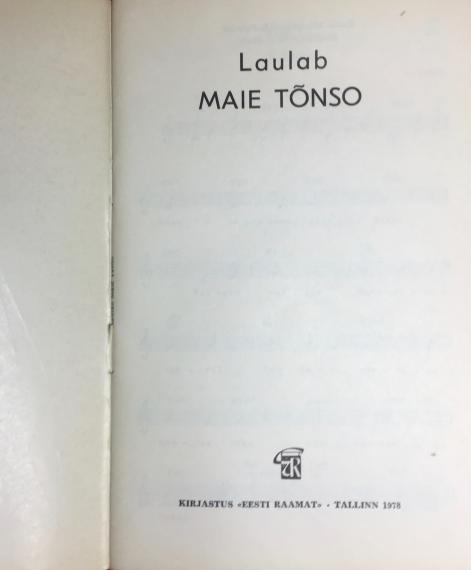 Laulab
MAIE TÕNSO
KIRJASTUS «EESTI RAAMAT» • TALLINN 1978